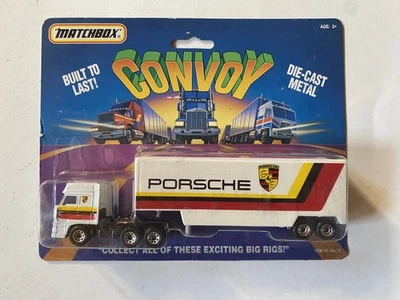 MATCHBOX
AGE: 3+
CONVOY
BUILT TO
LAST!
DIE-CAST
METAL
PORSCHE
"COLLECT ALL OF THESE EXCITING BIG RIGS!"